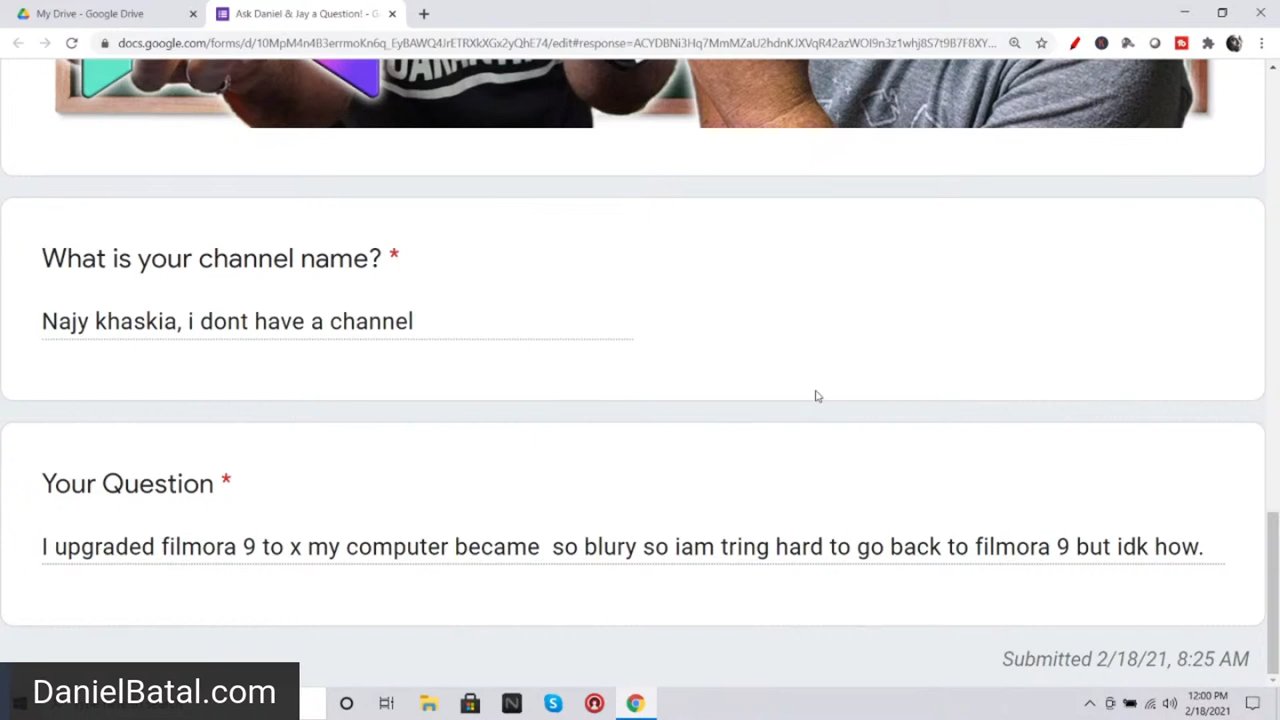 My Drive - Google Drive
Ask Daniel & Jay a Question! - G
What is your channel name? *
Najy khaskia, i dont have a channel
Your Question *
I upgraded filmora 9 to x my computer became so blury so iam tring hard to go back to filmora 9 but idk how.
Submitted 2/18/21, 8:25 AM
DanielBatal.com
12:00 PM
2/18/2021